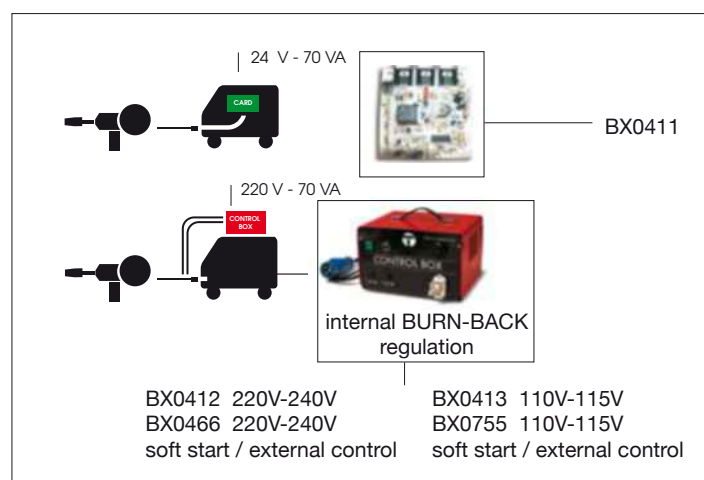 24 V - 70 VA
CARD
BX0411
220 V - 70 VA
CONTROL
BOX
CONTROL BOX
internal BURN-BACK
regulation
BX0412 220V-240V
BX0466 220V-240V
soft start / external control
BX0413 110V-115V
BX0755 110V-115V
soft start / external control